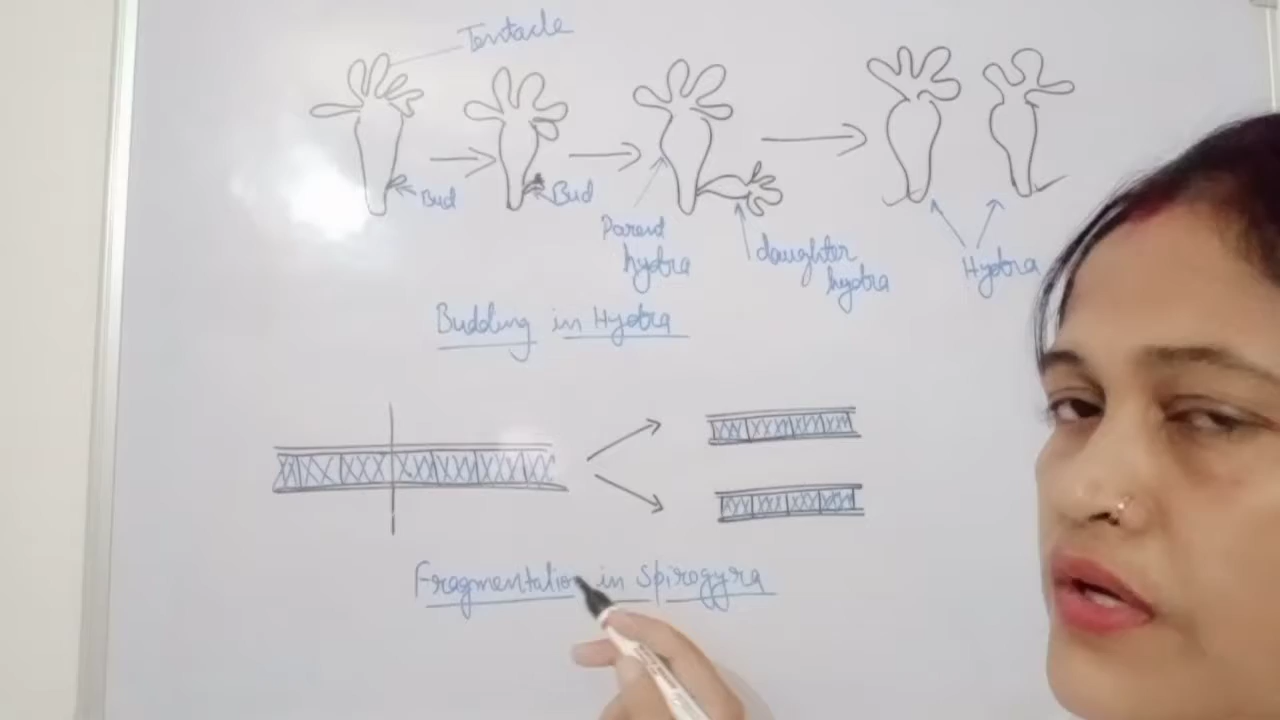 Tentacle
Bud
Bud
Parent
hydra
daughter
hydra
Hydra
Budding in Hydra
Fragmentation in Spirogyra